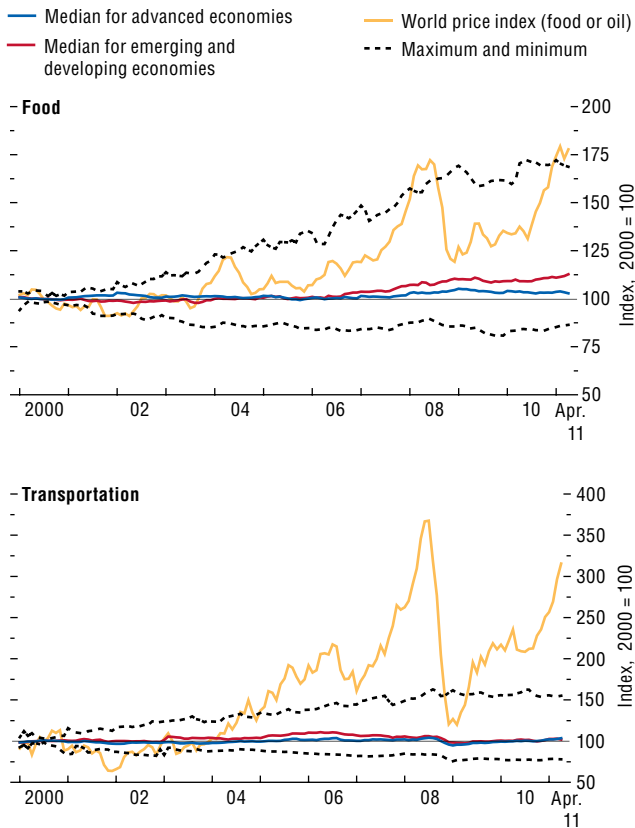 Median for advanced economies
Median for emerging and
developing economies
World price index (food or oil)
Maximum and minimum
Food
200
175
150
125
100
75
50
Index, 2000 = 100
2000 02 04 06 08 10 Apr.
11
Transportation
400
350
300
250
200
150
100
50
Index, 2000 = 100
2000 02 04 06 08 10 Apr.
11